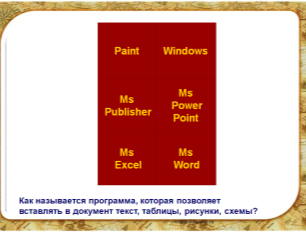 Paint Windows
Ms Publisher
Ms Power Point
Ms Excel
Ms Word
Как называется программа, которая позволяет
вставлять в документ текст, таблицы, рисунки, схемы?